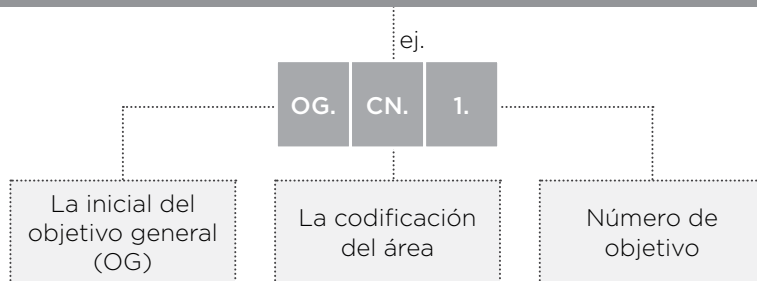 ej.
OG. CN. 1.
La inicial del
objetivo general
(OG)
La codificación
del área
Número de
objetivo